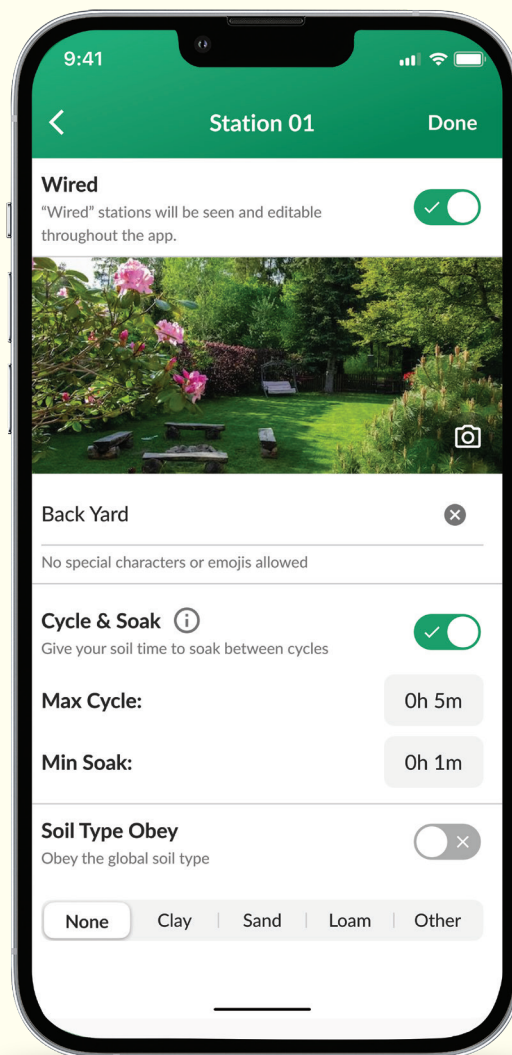 9:41
Station 01
Done
Wired
“Wired” stations will be seen and editable
throughout the app.
Back Yard
No special characters or emojis allowed
Cycle & Soak
Give your soil time to soak between cycles
Max Cycle: 0h 5m
Min Soak: 0h 1m
Soil Type Obey
Obey the global soil type
None Clay Sand Loam Other